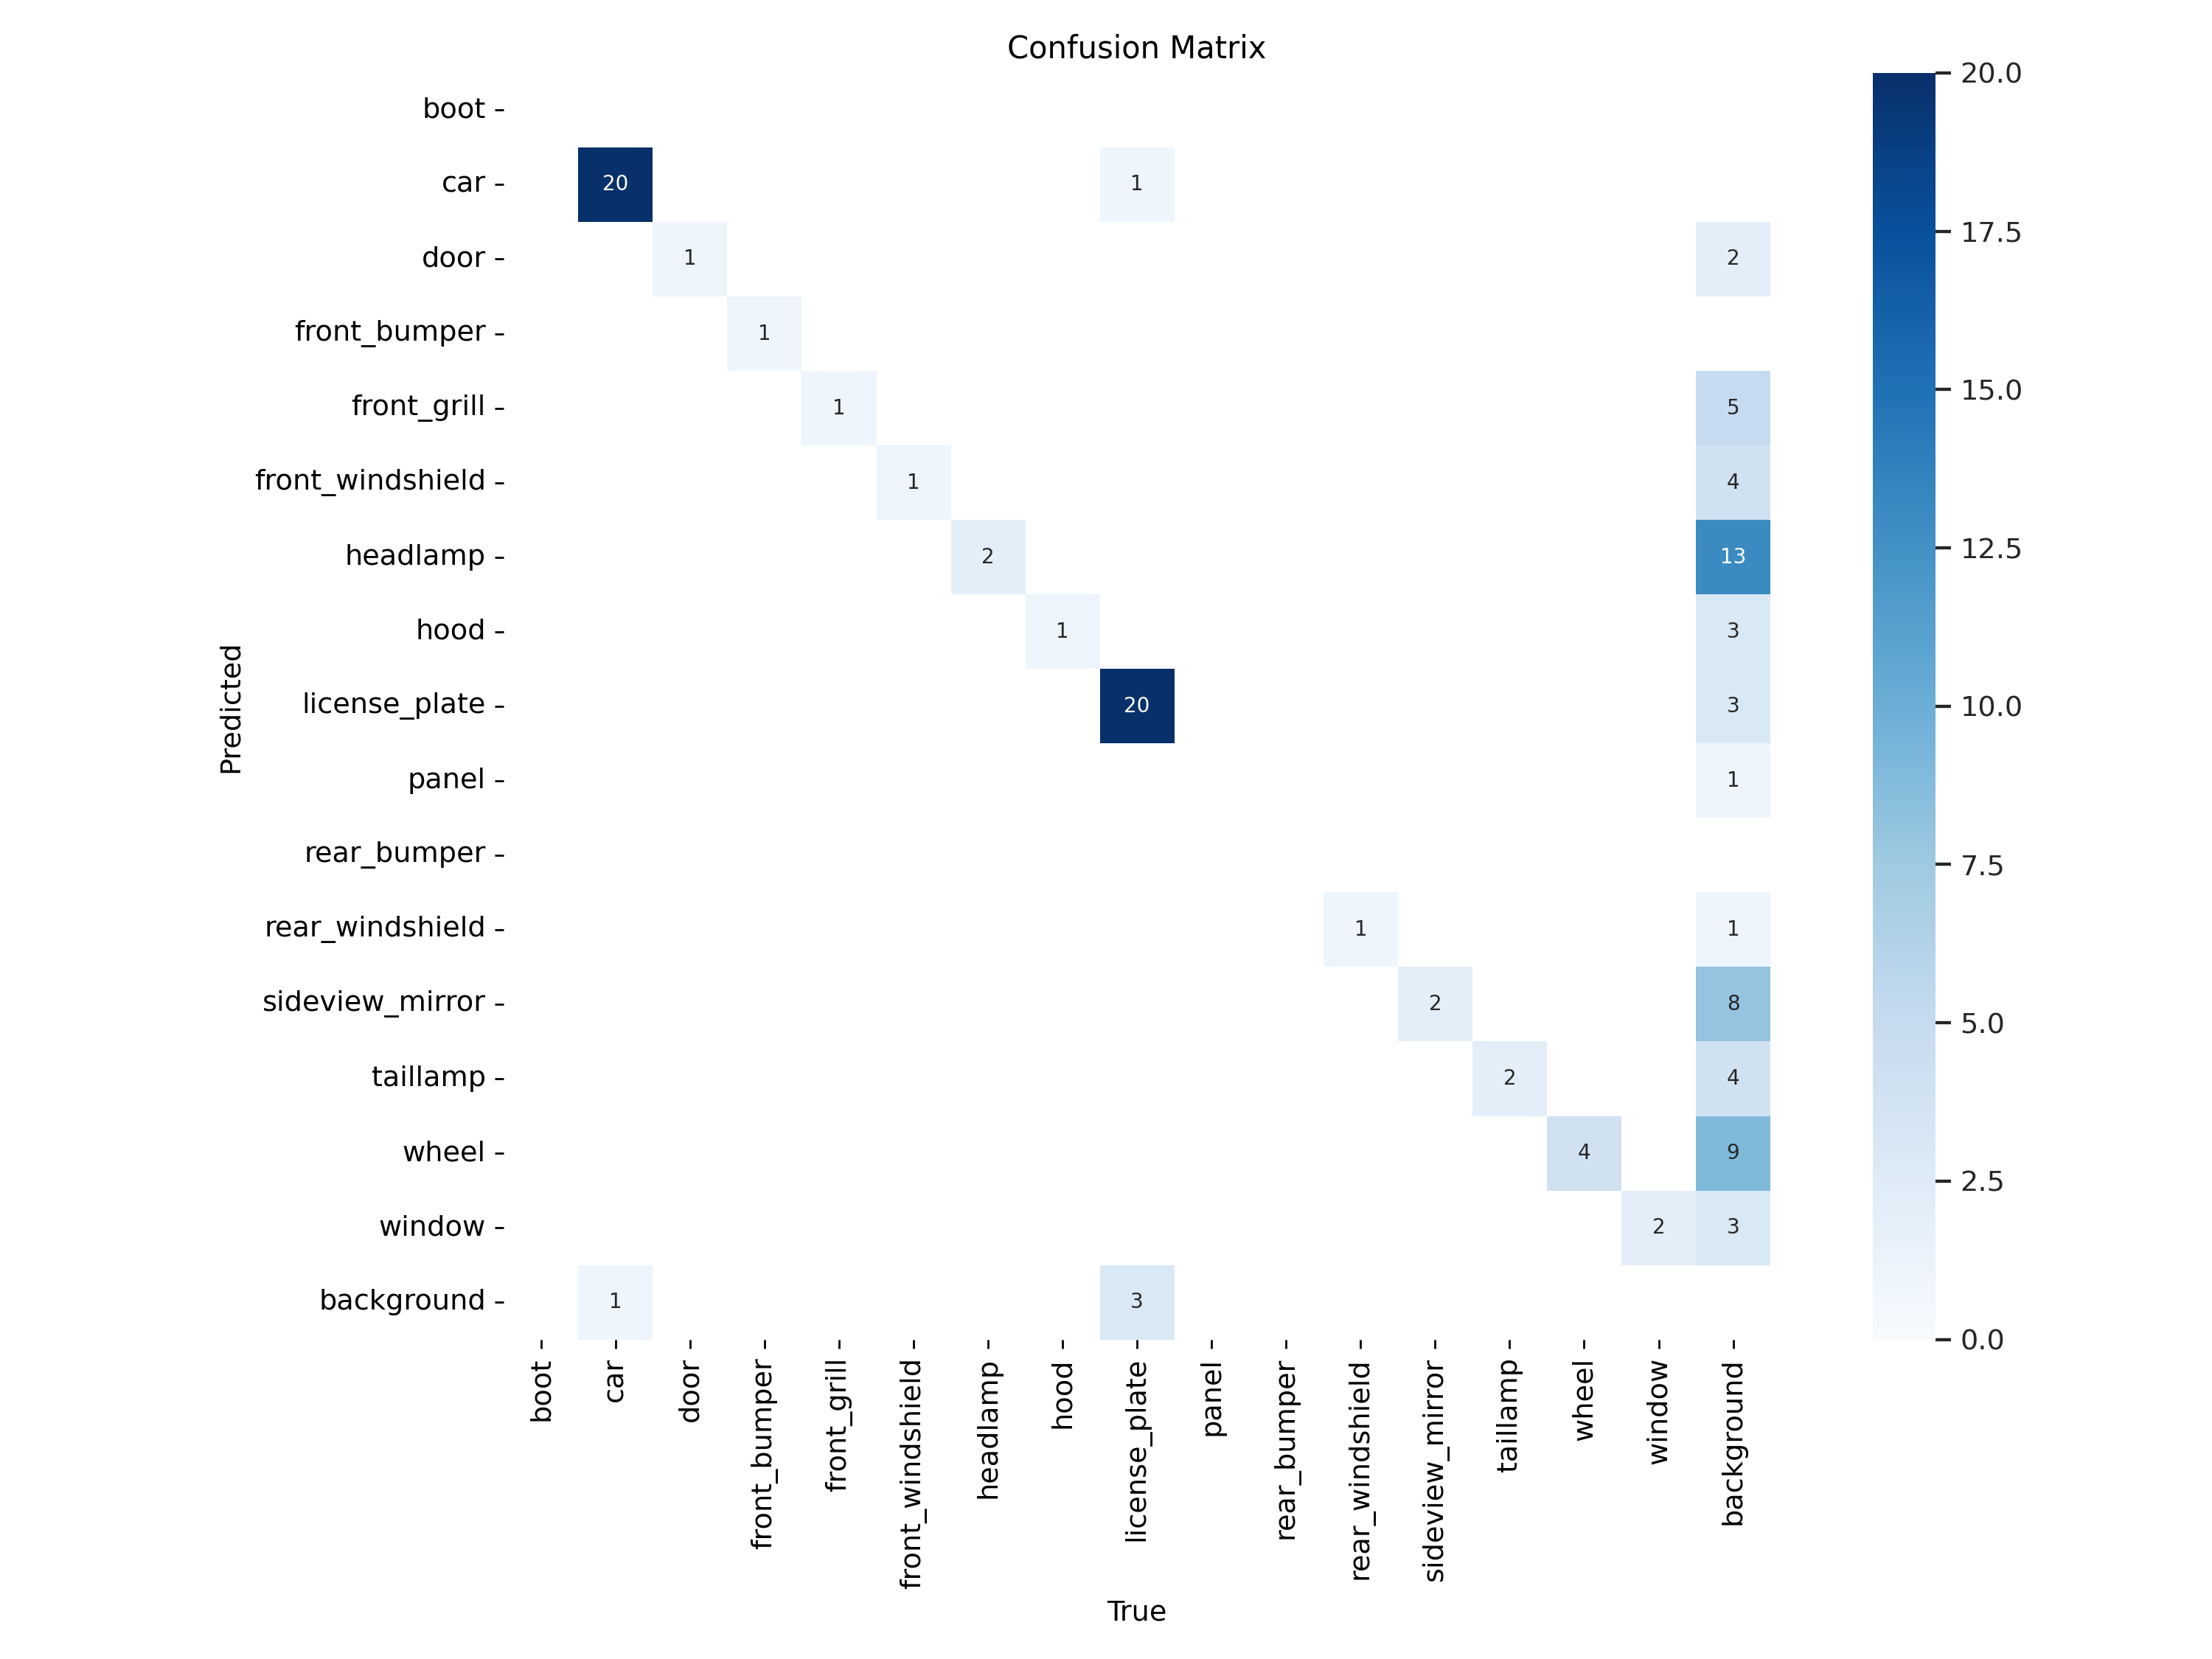 Confusion Matrix
Predicted
boot
car 20 1
door 1 2
front_bumper 1
front_grill 1 5
front_windshield 1 4
headlamp 2 13
hood 1 3
license_plate 20 3
panel 1
rear_bumper
rear_windshield 1 1
sideview_mirror 2 8
taillamp 2 4
wheel 4 9
window 2 3
background 1 3
boot
car
door
front_bumper
front_grill
front_windshield
headlamp
hood
license_plate
panel
rear_bumper
rear_windshield
sideview_mirror
taillamp
wheel
window
background
True
20.0
17.5
15.0
12.5
10.0
7.5
5.0
2.5
0.0